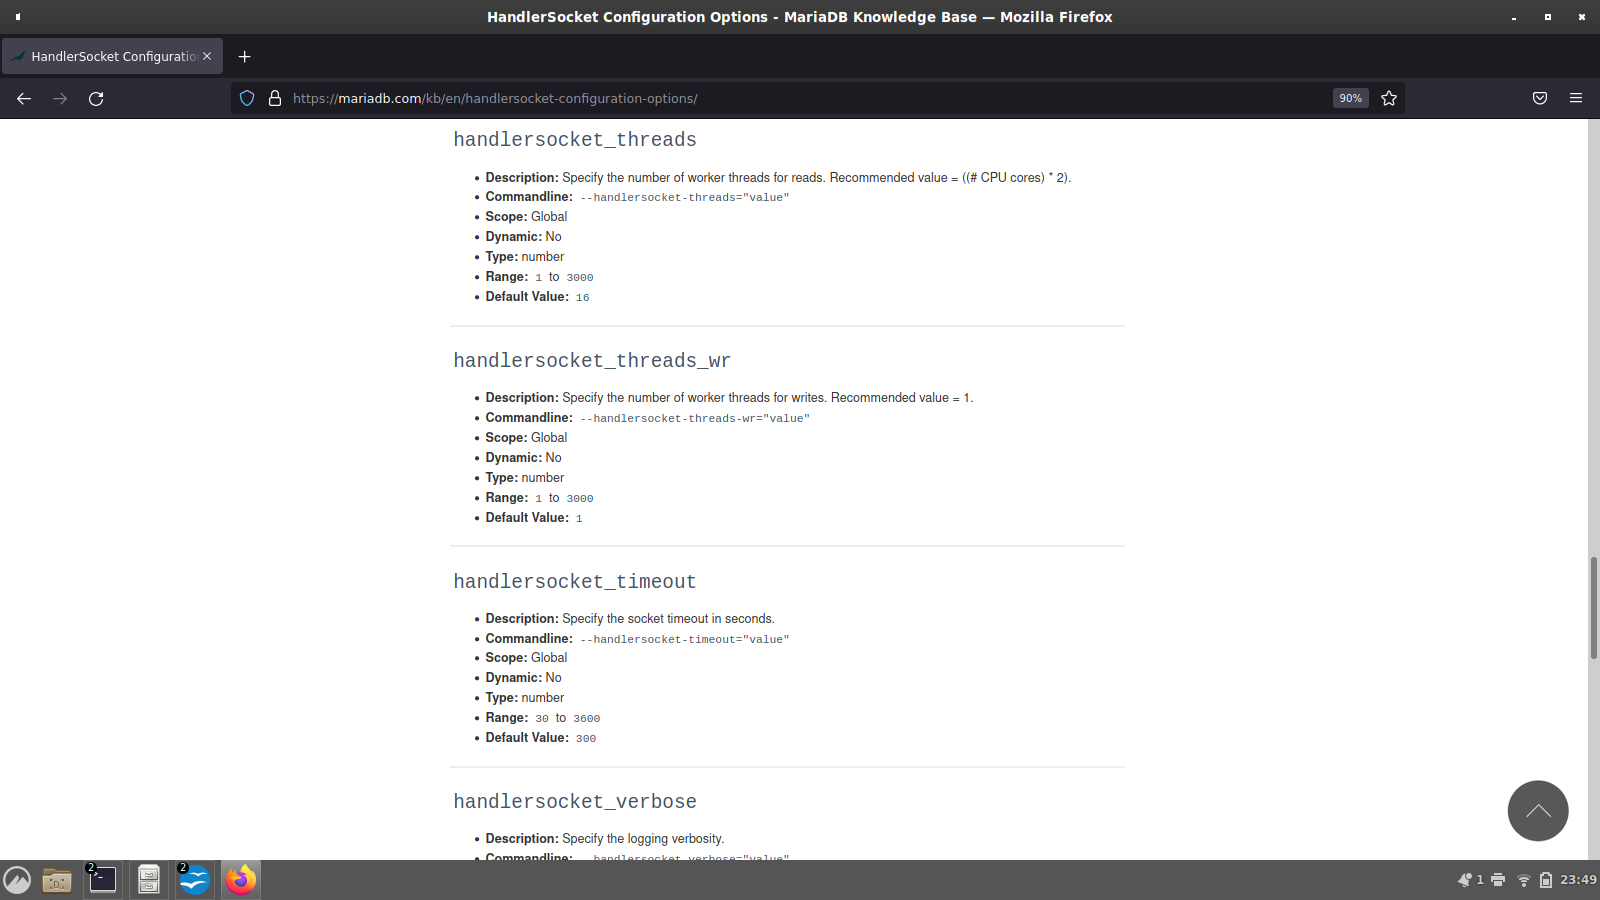 HandlerSocket Configuration Options - MariaDB Knowledge Base — Mozilla Firefox
HandlerSocket Configuratio
https://mariadb.com/kb/en/handlersocket-configuration-options/
90%
handlersocket_threads
Description: Specify the number of worker threads for reads. Recommended value = ((# CPU cores) * 2).
Commandline: --handlersocket-threads="value"
Scope: Global
Dynamic: No
Type: number
Range: 1 to 3000
Default Value: 16
handlersocket_threads_wr
Description: Specify the number of worker threads for writes. Recommended value = 1.
Commandline: --handlersocket-threads-wr="value"
Scope: Global
Dynamic: No
Type: number
Range: 1 to 3000
Default Value: 1
handlersocket_timeout
Description: Specify the socket timeout in seconds.
Commandline: --handlersocket-timeout="value"
Scope: Global
Dynamic: No
Type: number
Range: 30 to 3600
Default Value: 300
handlersocket_verbose
Description: Specify the logging verbosity.
Commandline: --handlersocket-verbose="value"
2
2
1
23:49